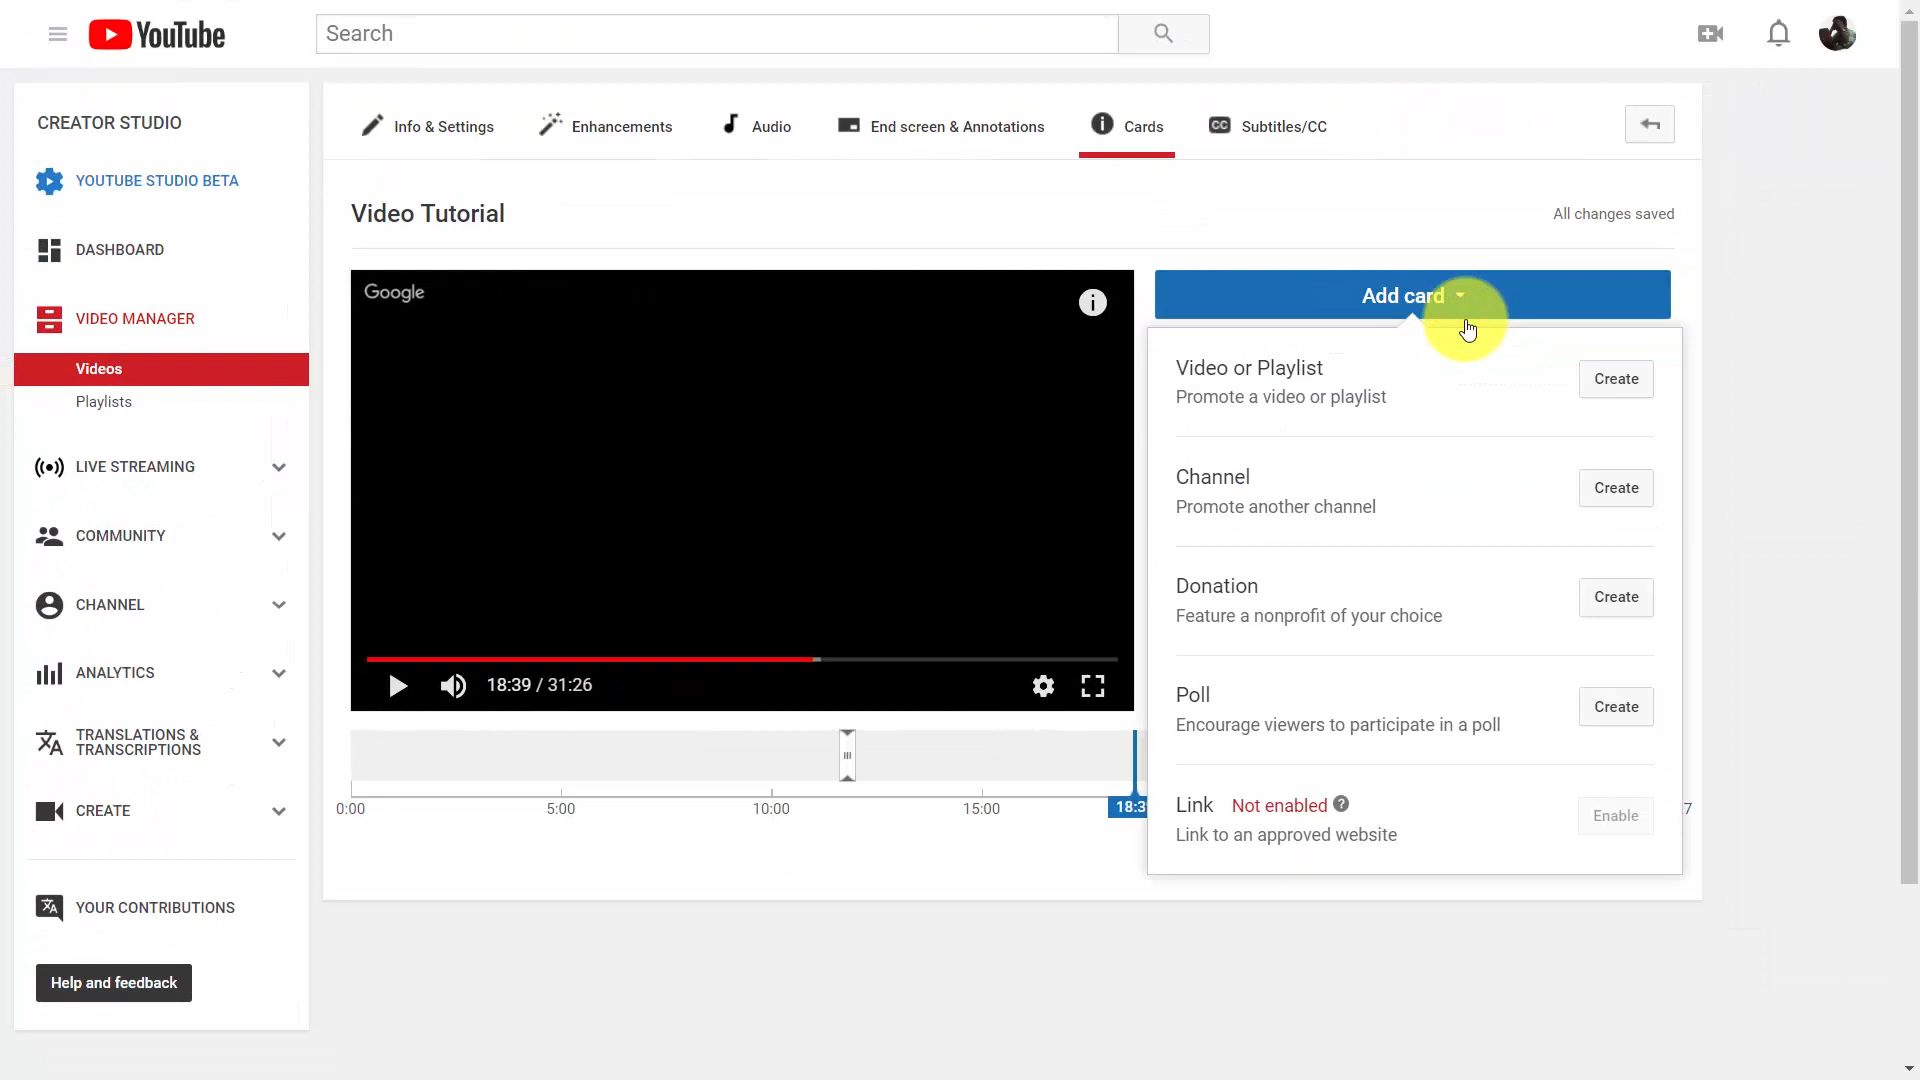 YouTube
Search
CREATOR STUDIO
YOUTUBE STUDIO BETA
DASHBOARD
VIDEO MANAGER
Videos
Playlists
LIVE STREAMING
COMMUNITY
CHANNEL
ANALYTICS
TRANSLATIONS &
TRANSCRIPTIONS
CREATE
YOUR CONTRIBUTIONS
Help and feedback
Info & Settings
Enhancements
Audio
End screen & Annotations
Cards
CC Subtitles/CC
Video Tutorial
All changes saved
Google
18:39 / 31:26
0:00 5:00 10:00 15:00 18:3 7
Add card
Video or Playlist
Promote a video or playlist
Create
Channel
Promote another channel
Create
Donation
Feature a nonprofit of your choice
Create
Poll
Encourage viewers to participate in a poll
Create
Link Not enabled ?
Link to an approved website
Enable